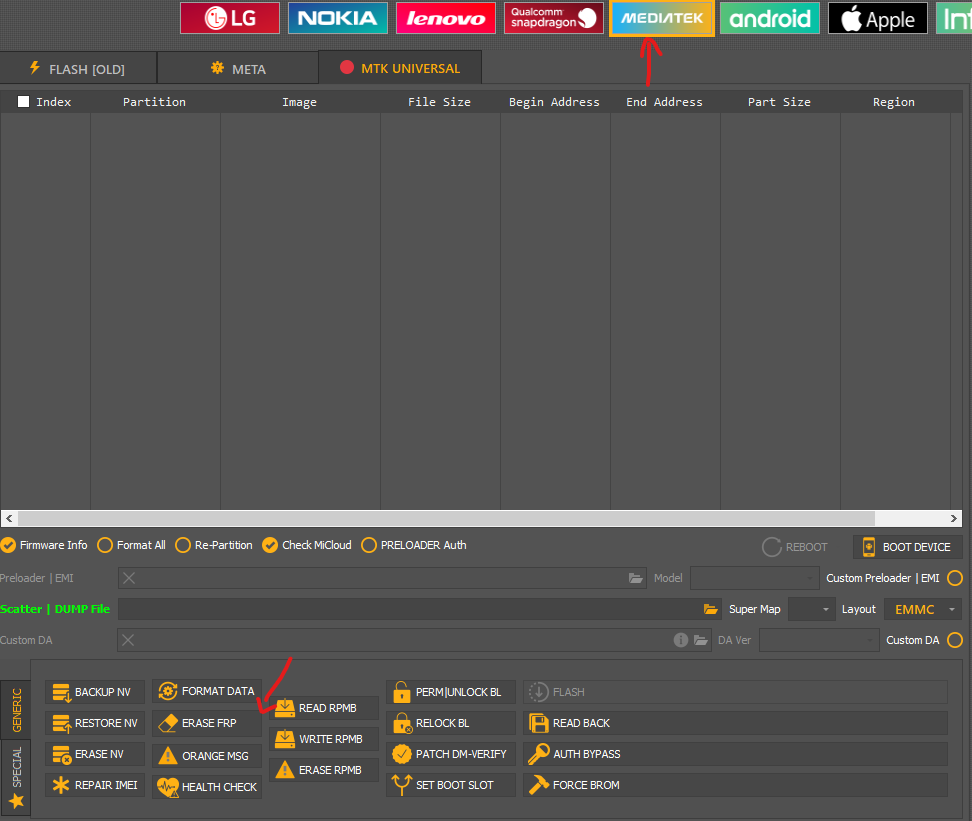 LG NOKIA lenovo Qualcomm snapdragon MEDIATEK android Apple Int
FLASH [OLD] META MTK UNIVERSAL
Index Partition Image File Size Begin Address End Address Part Size Region
Firmware Info Format All Re-Partition Check MiCloud PRELOADER Auth REBOOT BOOT DEVICE
Preloader | EMI Model Custom Preloader | EMI
Scatter | DUMP File Super Map Layout EMMC
Custom DA DA Ver Custom DA
GENERIC
SPECIAL
BACKUP NV FORMAT DATA READ RPMB PERM|UNLOCK BL FLASH
RESTORE NV ERASE FRP WRITE RPMB RELOCK BL READ BACK
ERASE NV ORANGE MSG ERASE RPMB PATCH DM-VERIFY AUTH BYPASS
REPAIR IMEI HEALTH CHECK SET BOOT SLOT FORCE BROM